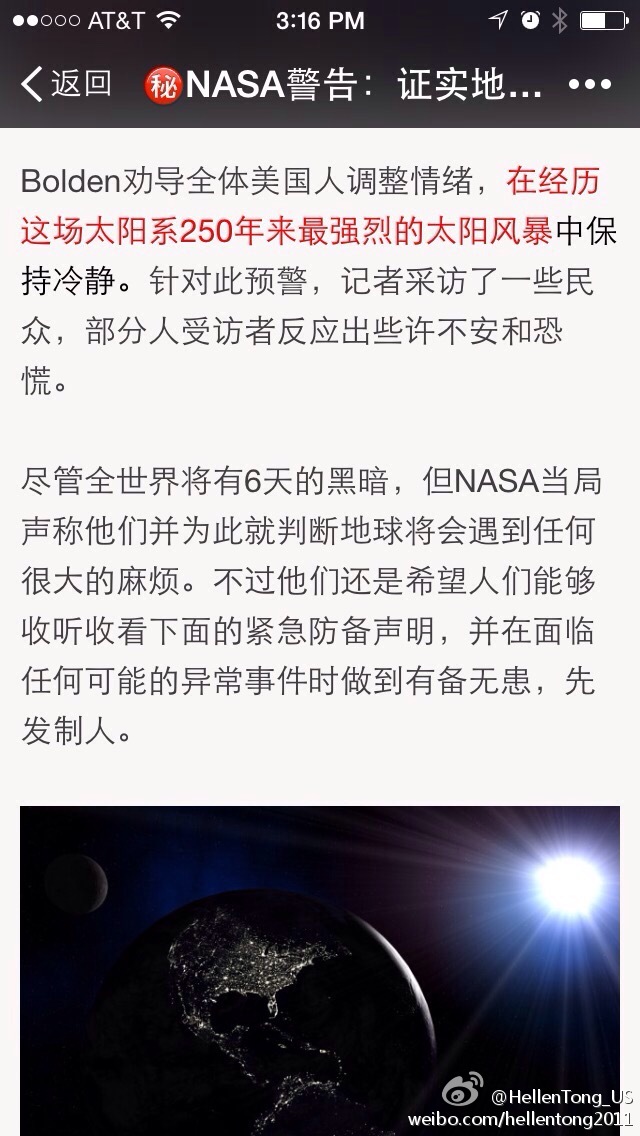 AT&T 3:16 PM
返回 ㊙NASA警告：证实地...
Bolden劝导全体美国人调整情绪，在经历
这场太阳系250年来最强烈的太阳风暴中保
持冷静。针对此预警，记者采访了一些民
众，部分人受访者反应出些许不安和恐
慌。
尽管全世界将有6天的黑暗，但NASA当局
声称他们并为此就判断地球将会遇到任何
很大的麻烦。不过他们还是希望人们能够
收听收看下面的紧急防备声明，并在面临
任何可能的异常事件时做到有备无患，先
发制人。
@HellenTong_US
weibo.com/hellentong2011